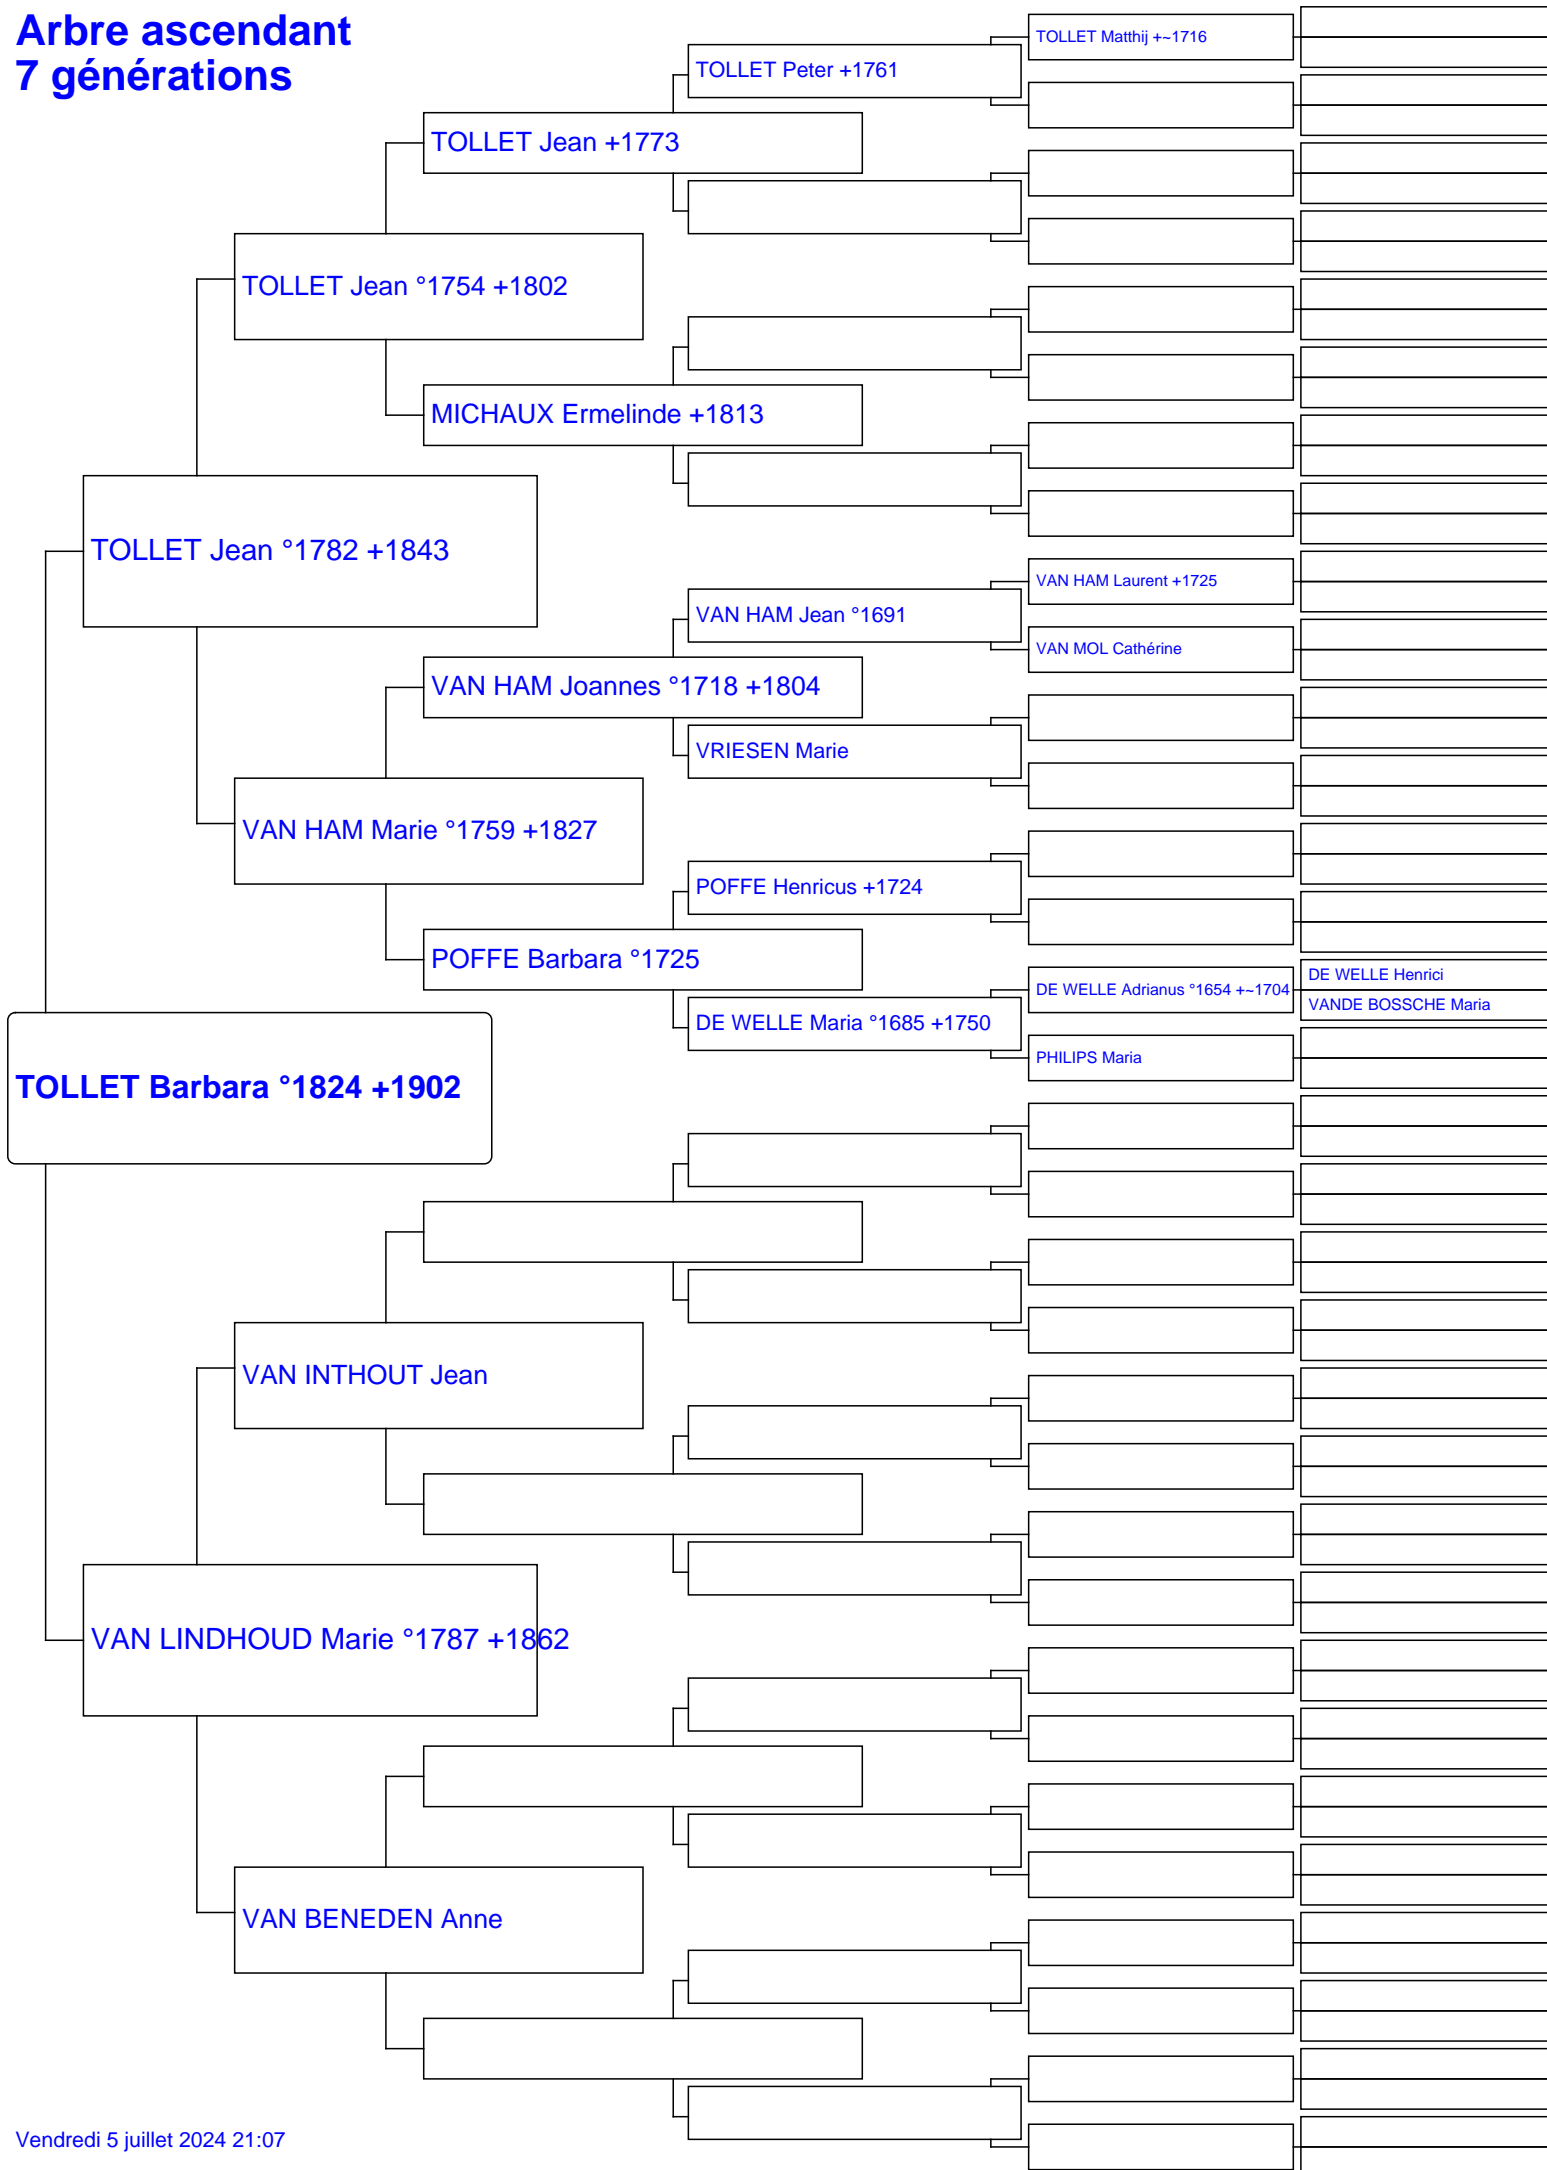 Arbre ascendant
7 générations
TOLLET Matthij +~1716
TOLLET Peter +1761
TOLLET Jean +1773
TOLLET Jean °1754 +1802
MICHAUX Ermelinde +1813
TOLLET Jean °1782 +1843
VAN HAM Laurent +1725
VAN HAM Jean °1691
VAN MOL Cathérine
VAN HAM Joannes °1718 +1804
VRIESEN Marie
VAN HAM Marie °1759 +1827
POFFE Henricus +1724
POFFE Barbara °1725
DE WELLE Henrici
DE WELLE Adrianus °1654 +~1704
VANDE BOSSCHE Maria
DE WELLE Maria °1685 +1750
PHILIPS Maria
TOLLET Barbara °1824 +1902
VAN INTHOUT Jean
VAN LINDHOUD Marie °1787 +1862
VAN BENEDEN Anne
Vendredi 5 juillet 2024 21:07